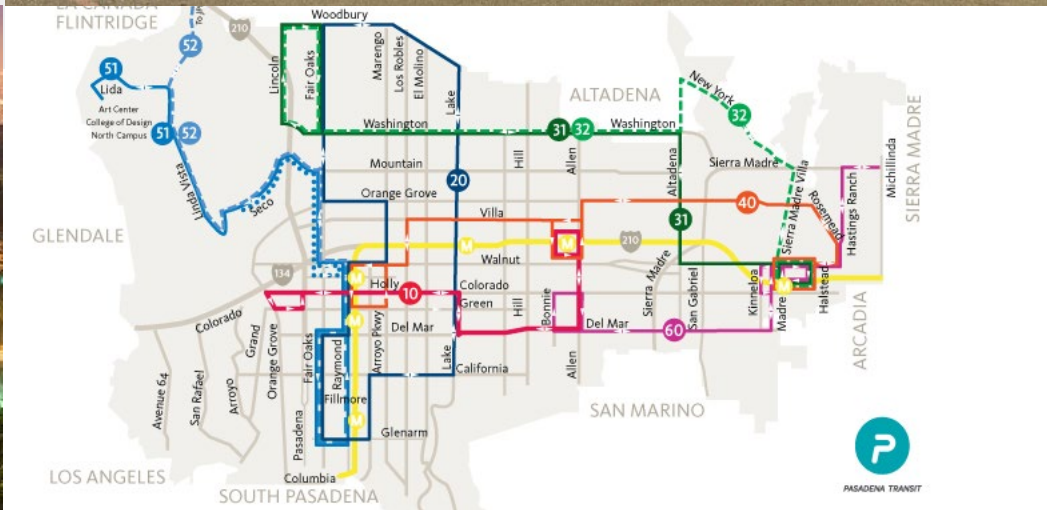 LA CAÑADA
FLINTRIDGE
To JPL
52
210
51
Lida
Art Center
College of Design
North Campus
51
52
Linda Vista
Seco
GLENDALE
134
Woodbury
Lincoln
Fair Oaks
Marengo
Los Robles
El Molino
Lake
ALTADENA
New York
32
Washington
31
32
Washington
Hill
Allen
Mountain
20
Orange Grove
Altadena
Sierra Madre
Sierra Madre Villa
Michillinda
SIERRA MADRE
Villa
31
40
Rosemead
Hastings Ranch
M
M
210
Walnut
M
Holly
10
Colorado
Green
Sierra Madre
San Gabriel
Kinneloa
M
Madre
Halstead
Colorado
M
Del Mar
Hill
Bonnie
Del Mar
60
ARCADIA
Grand
Orange Grove
Fair Oaks
Raymond
Arroyo Pkwy
Lake
California
Allen
Avenue 64
San Rafael
Arroyo
Fillmore
M
Pasadena
Glenarm
SAN MARINO
LOS ANGELES
Columbia
SOUTH PASADENA
P
PASADENA TRANSIT